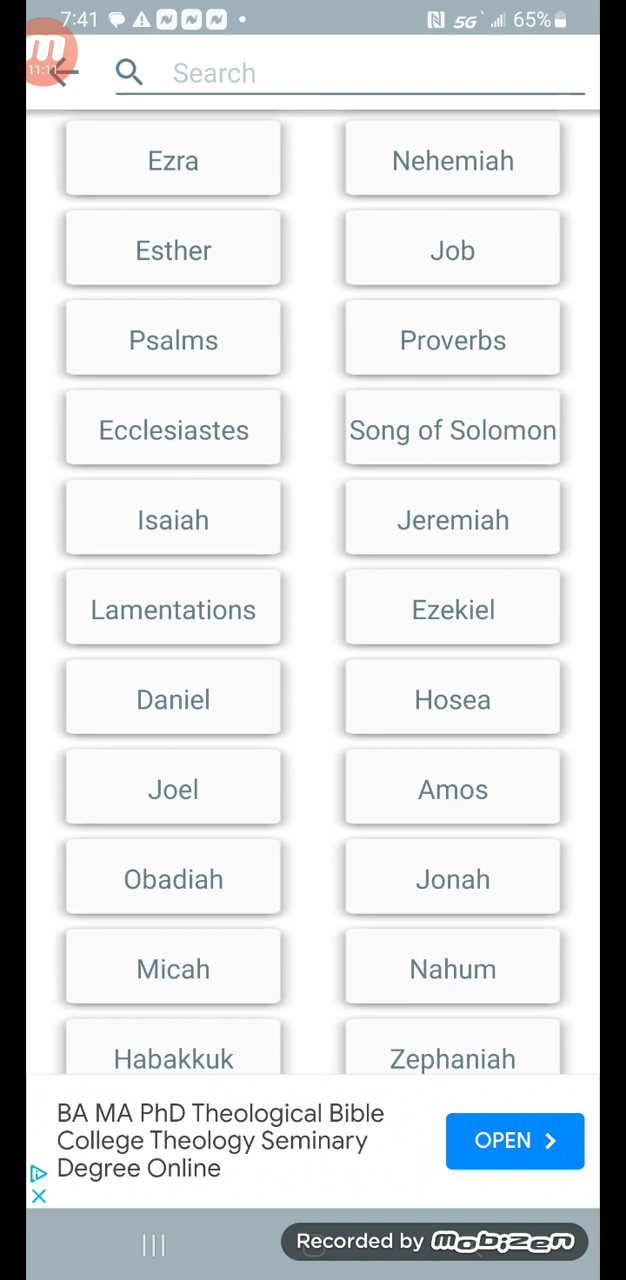 7:41 5G 65%
11:11
Search
Ezra Nehemiah
Esther Job
Psalms Proverbs
Ecclesiastes Song of Solomon
Isaiah Jeremiah
Lamentations Ezekiel
Daniel Hosea
Joel Amos
Obadiah Jonah
Micah Nahum
Habakkuk Zephaniah
BA MA PhD Theological Bible
College Theology Seminary
Degree Online
OPEN
Recorded by mobizen